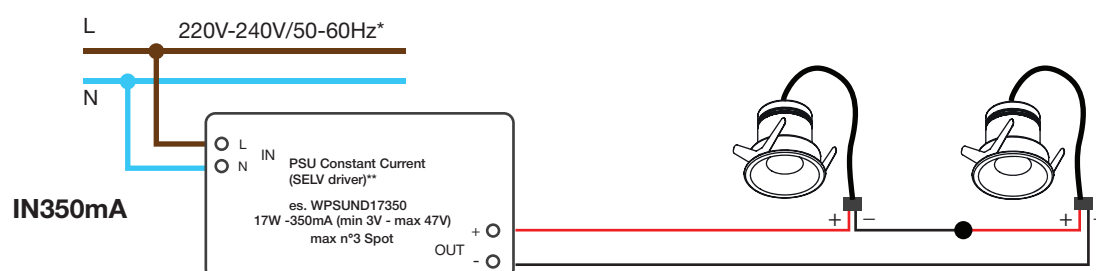 L
220V-240V/50-60Hz*
N
L
IN
N
PSU Constant Current
(SELV driver)**
es. WPSUND17350
17W -350mA (min 3V - max 47V)
max n°3 Spot
IN350mA
+
OUT
-
+ −
+ −